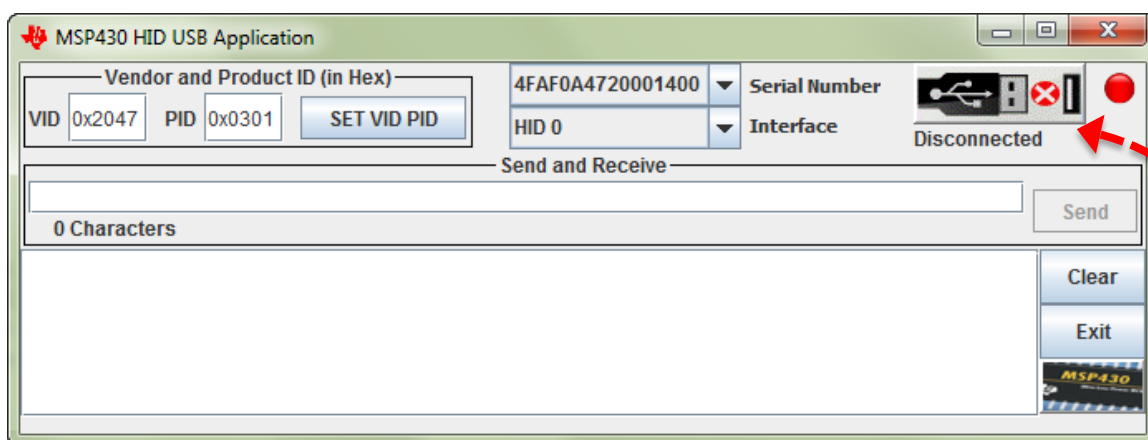 MSP430 HID USB Application
Vendor and Product ID (in Hex)
VID 0x2047 PID 0x0301 SET VID PID
4FAF0A4720001400 Serial Number
HID 0 Interface
Disconnected
Send and Receive
Send
0 Characters
Clear
Exit
MSP430